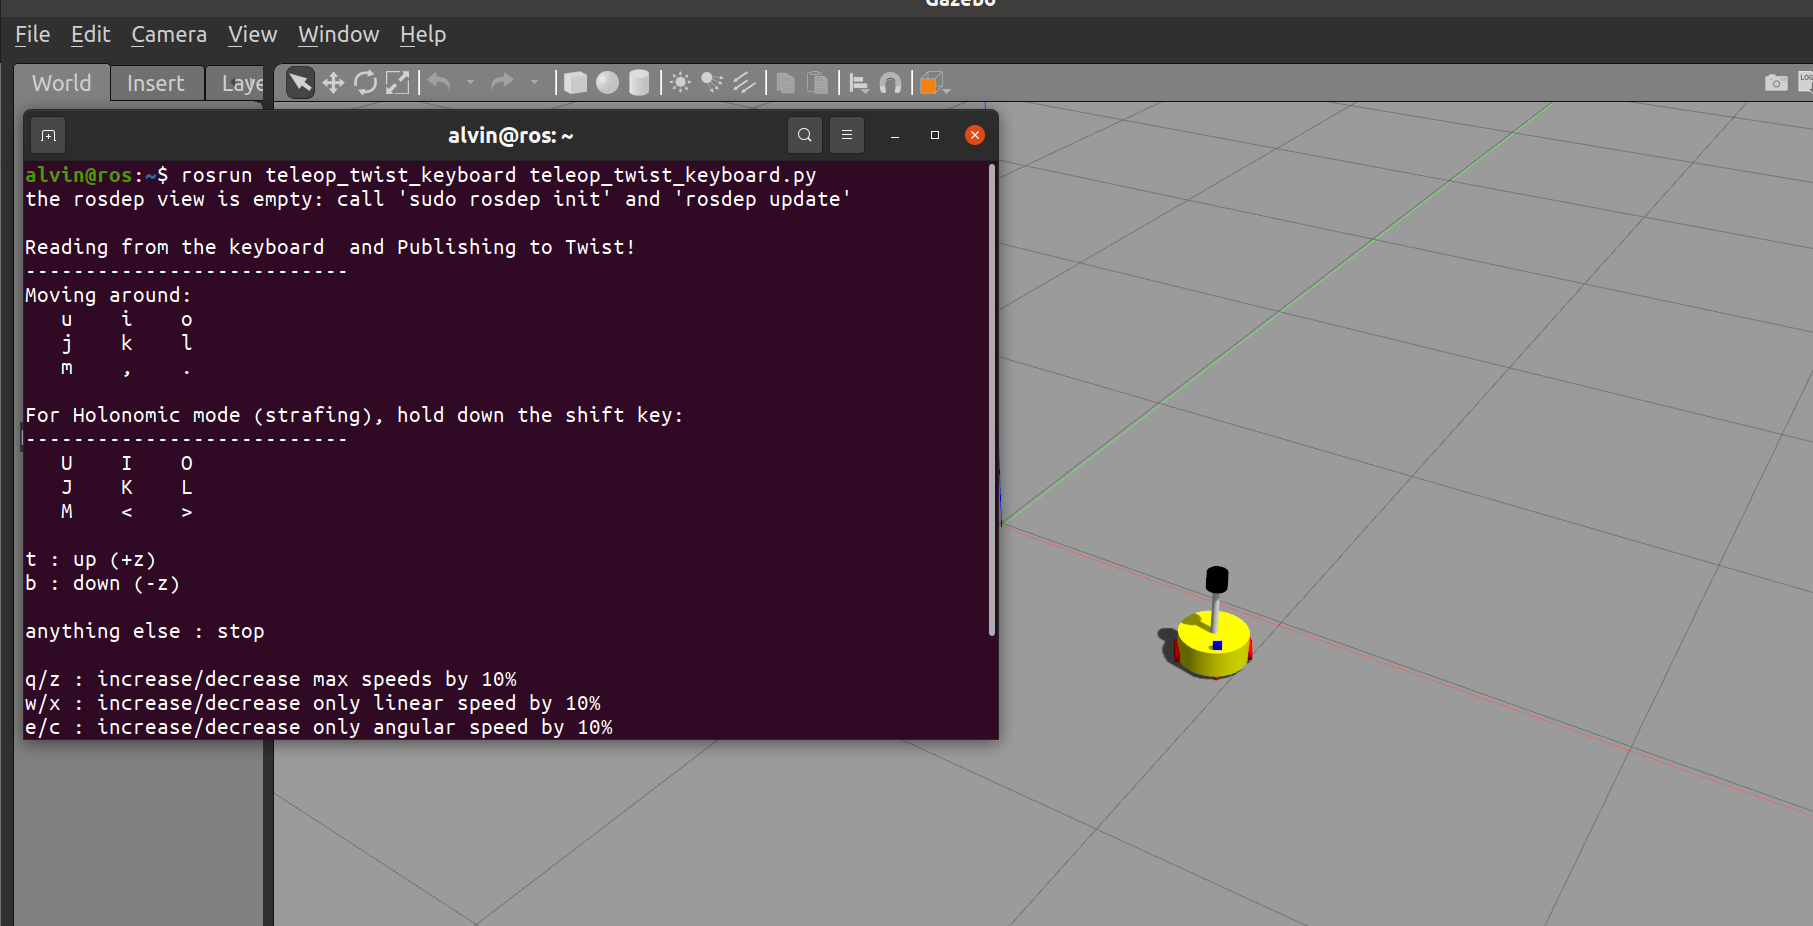 Gazebo
File Edit Camera View Window Help
World Insert Laye
LOG
alvin@ros: ~
alvin@ros:~$ rosrun teleop_twist_keyboard teleop_twist_keyboard.py
the rosdep view is empty: call 'sudo rosdep init' and 'rosdep update'
Reading from the keyboard  and Publishing to Twist!
---------------------------
Moving around:
   u    i    o
   j    k    l
   m    ,    .
For Holonomic mode (strafing), hold down the shift key:
---------------------------
   U    I    O
   J    K    L
   M    <    >
t : up (+z)
b : down (-z)
anything else : stop
q/z : increase/decrease max speeds by 10%
w/x : increase/decrease only linear speed by 10%
e/c : increase/decrease only angular speed by 10%